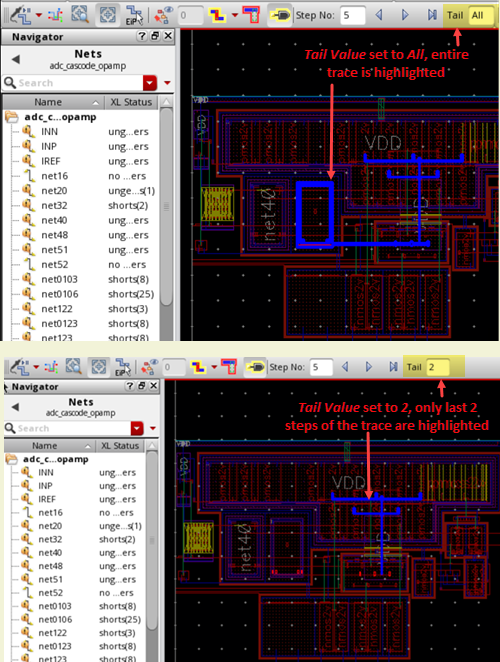 0 Step No: 5 Tail All
Navigator
Nets
adc_cascode_opamp
Search
Name XL Status
adc_c...opamp
INN ung...ers
INP ung...ers
IREF ung...ers
net16 no ...ers
net20 unge...s(1)
net32 shorts(2)
net40 ung...ers
net48 ung...ers
net51 ung...ers
net52 no ...ers
net0103 shorts(8)
net0106 shorts(25)
net122 shorts(3)
net0123 shorts(8)
net123 shorts(8)
Tail Value set to All, entire
trate is highlighted
VDD
VDD
net40
0 Step No: 5 Tail 2
Navigator
Nets
adc_cascode_opamp
Search
Name XL Status
adc_c...opamp
INN ung...ers
INP ung...ers
IREF ung...ers
net16 no ...ers
net20 unge...s(1)
net32 shorts(2)
net40 ung...ers
net48 ung...ers
net51 ung...ers
net52 no ...ers
net0103 shorts(8)
net0106 shorts(25)
net122 shorts(3)
net0123 shorts(8)
net123 shorts(8)
Tail Value set to 2, only last 2
steps of the trace are highlighted
VDD
VDD
net40